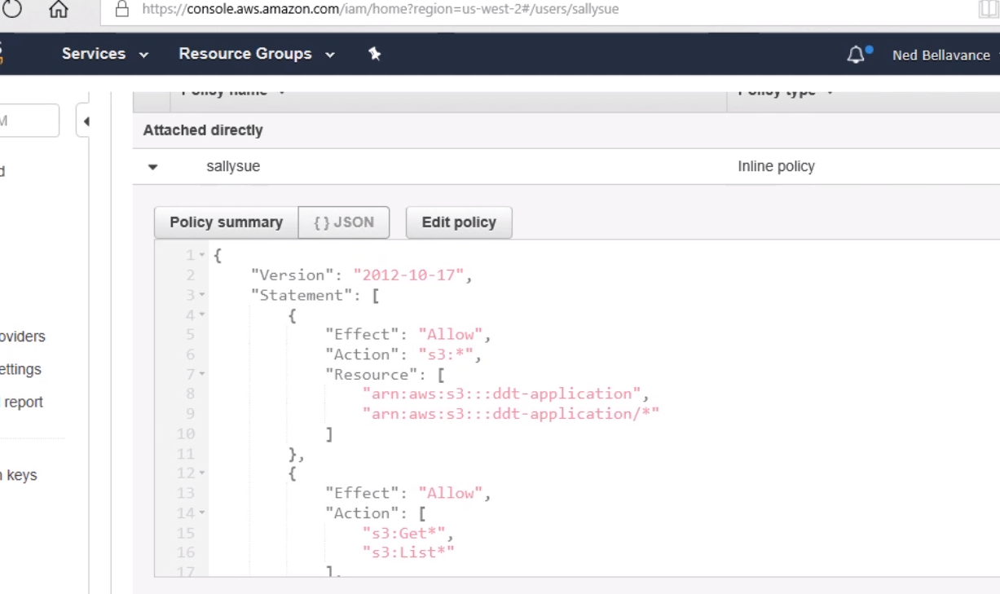 https://console.aws.amazon.com/iam/home?region=us-west-2#/users/sallysue
Services Resource Groups Ned Bellavance
Policy name Policy type
M
Attached directly
d
sallysue Inline policy
Policy summary { } JSON Edit policy
1 {
2 "Version": "2012-10-17",
3 "Statement": [
4 {
oviders
5 "Effect": "Allow",
6 "Action": "s3:*",
ettings
7 "Resource": [
8 "arn:aws:s3:::ddt-application",
report
9 "arn:aws:s3:::ddt-application/*"
10 ]
11 },
12 {
n keys
13 "Effect": "Allow",
14 "Action": [
15 "s3:Get*",
16 "s3:List*"
17 ],